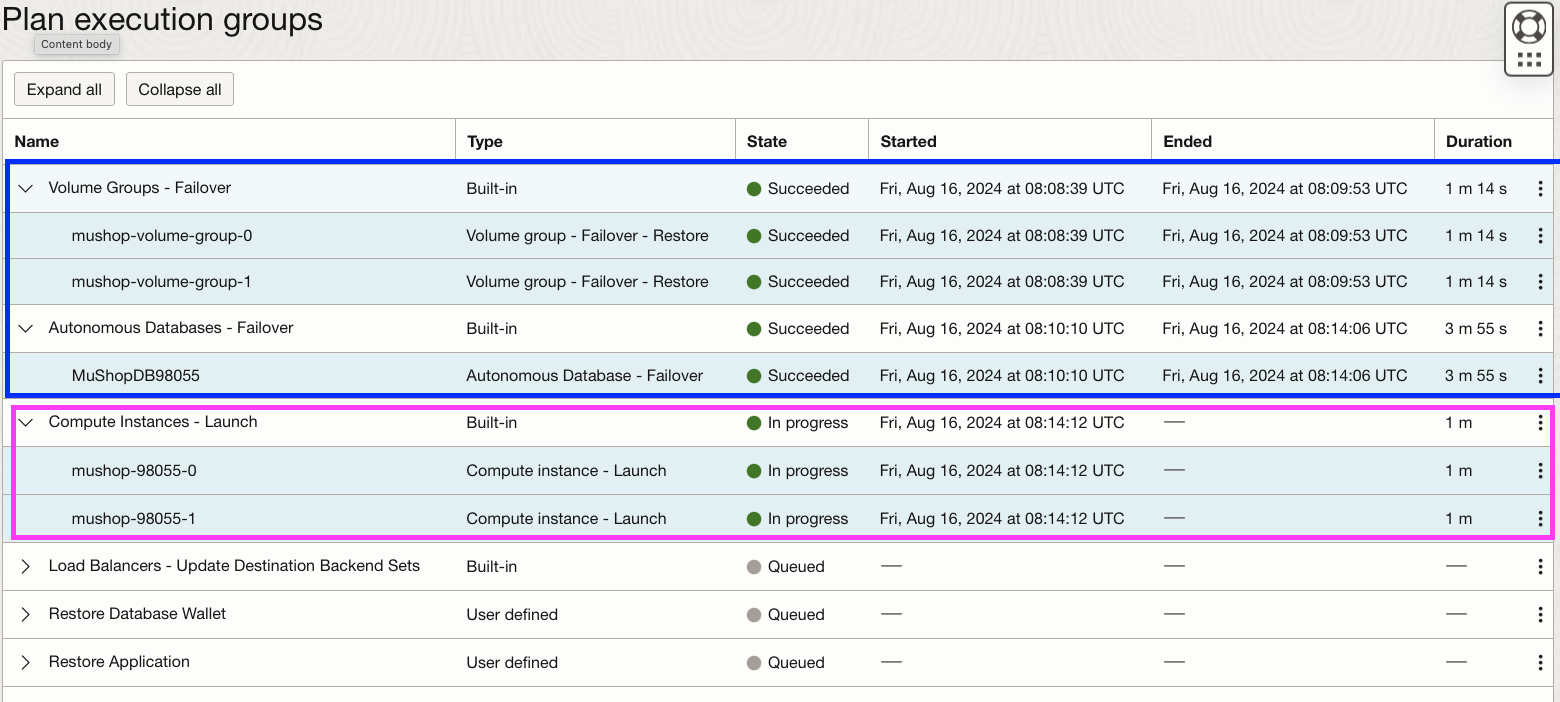 Plan execution groups
Content body
Expand all Collapse all
Name Type State Started Ended Duration
Volume Groups - Failover Built-in Succeeded Fri, Aug 16, 2024 at 08:08:39 UTC Fri, Aug 16, 2024 at 08:09:53 UTC 1 m 14 s
mushop-volume-group-0 Volume group - Failover - Restore Succeeded Fri, Aug 16, 2024 at 08:08:39 UTC Fri, Aug 16, 2024 at 08:09:53 UTC 1 m 14 s
mushop-volume-group-1 Volume group - Failover - Restore Succeeded Fri, Aug 16, 2024 at 08:08:39 UTC Fri, Aug 16, 2024 at 08:09:53 UTC 1 m 14 s
Autonomous Databases - Failover Built-in Succeeded Fri, Aug 16, 2024 at 08:10:10 UTC Fri, Aug 16, 2024 at 08:14:06 UTC 3 m 55 s
MuShopDB98055 Autonomous Database - Failover Succeeded Fri, Aug 16, 2024 at 08:10:10 UTC Fri, Aug 16, 2024 at 08:14:06 UTC 3 m 55 s
Compute Instances - Launch Built-in In progress Fri, Aug 16, 2024 at 08:14:12 UTC — 1 m
mushop-98055-0 Compute instance - Launch In progress Fri, Aug 16, 2024 at 08:14:12 UTC — 1 m
mushop-98055-1 Compute instance - Launch In progress Fri, Aug 16, 2024 at 08:14:12 UTC — 1 m
Load Balancers - Update Destination Backend Sets Built-in Queued — — —
Restore Database Wallet User defined Queued — — —
Restore Application User defined Queued — — —